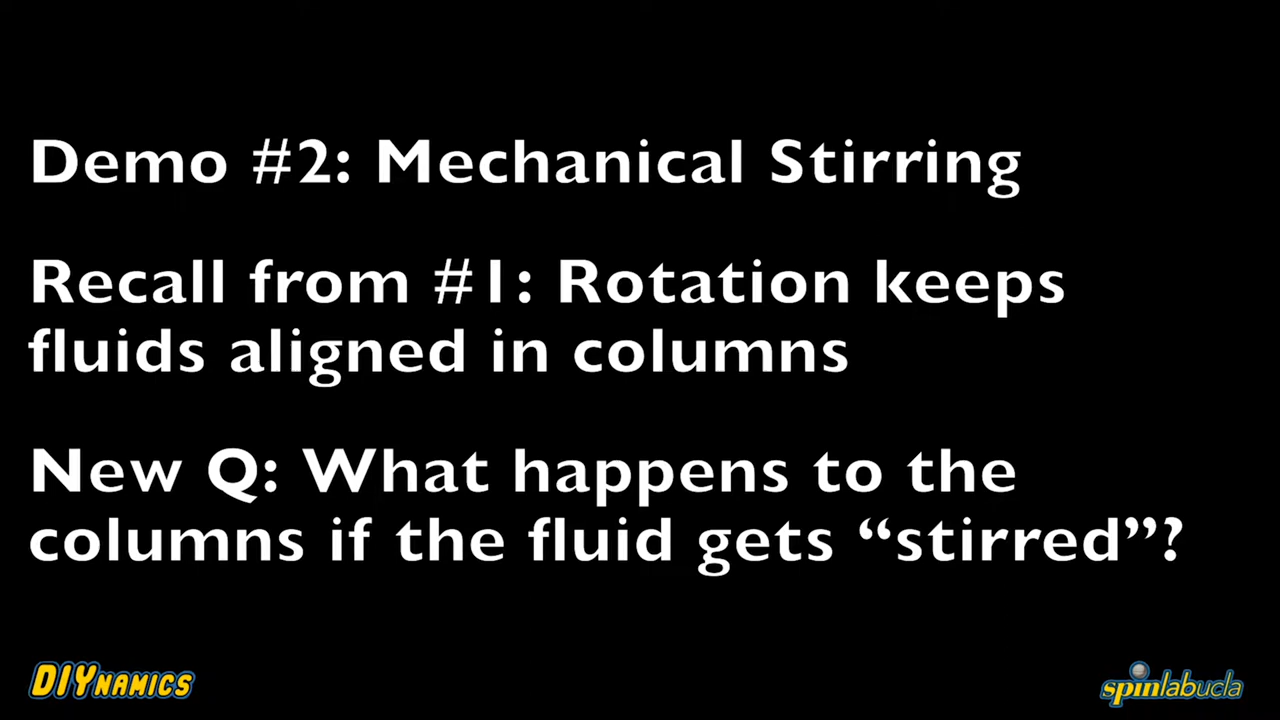 Demo #2: Mechanical Stirring
Recall from #1: Rotation keeps
fluids aligned in columns
New Q: What happens to the
columns if the fluid gets “stirred”?
DIYNAMICS
spinlabucla